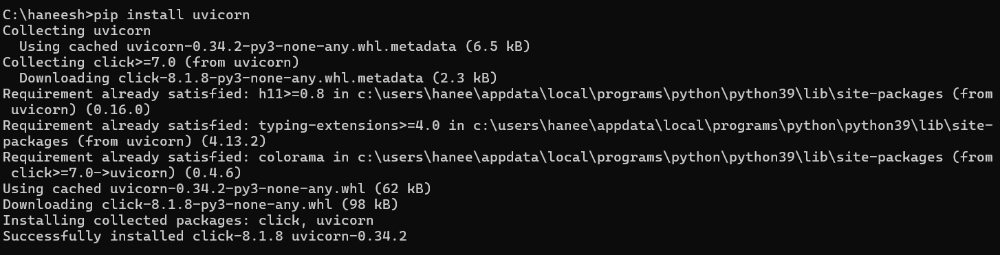 C:\haneesh>pip install uvicorn
Collecting uvicorn
  Using cached uvicorn-0.34.2-py3-none-any.whl.metadata (6.5 kB)
Collecting click>=7.0 (from uvicorn)
  Downloading click-8.1.8-py3-none-any.whl.metadata (2.3 kB)
Requirement already satisfied: h11>=0.8 in c:\users\hanee\appdata\local\programs\python\python39\lib\site-packages (from
 uvicorn) (0.16.0)
Requirement already satisfied: typing-extensions>=4.0 in c:\users\hanee\appdata\local\programs\python\python39\lib\site-
packages (from uvicorn) (4.13.2)
Requirement already satisfied: colorama in c:\users\hanee\appdata\local\programs\python\python39\lib\site-packages (from
 click>=7.0->uvicorn) (0.4.6)
Using cached uvicorn-0.34.2-py3-none-any.whl (62 kB)
Downloading click-8.1.8-py3-none-any.whl (98 kB)
Installing collected packages: click, uvicorn
Successfully installed click-8.1.8 uvicorn-0.34.2